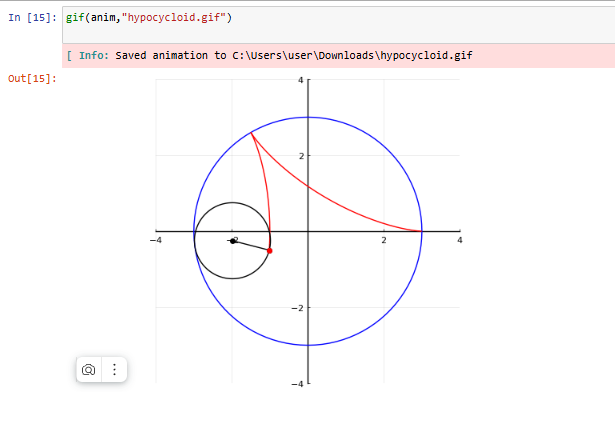 In [15]: gif(anim,"hypocycloid.gif")
[ Info: Saved animation to C:\Users\user\Downloads\hypocycloid.gif
Out[15]:
4
2
−4
−2
2
4
−2
−4